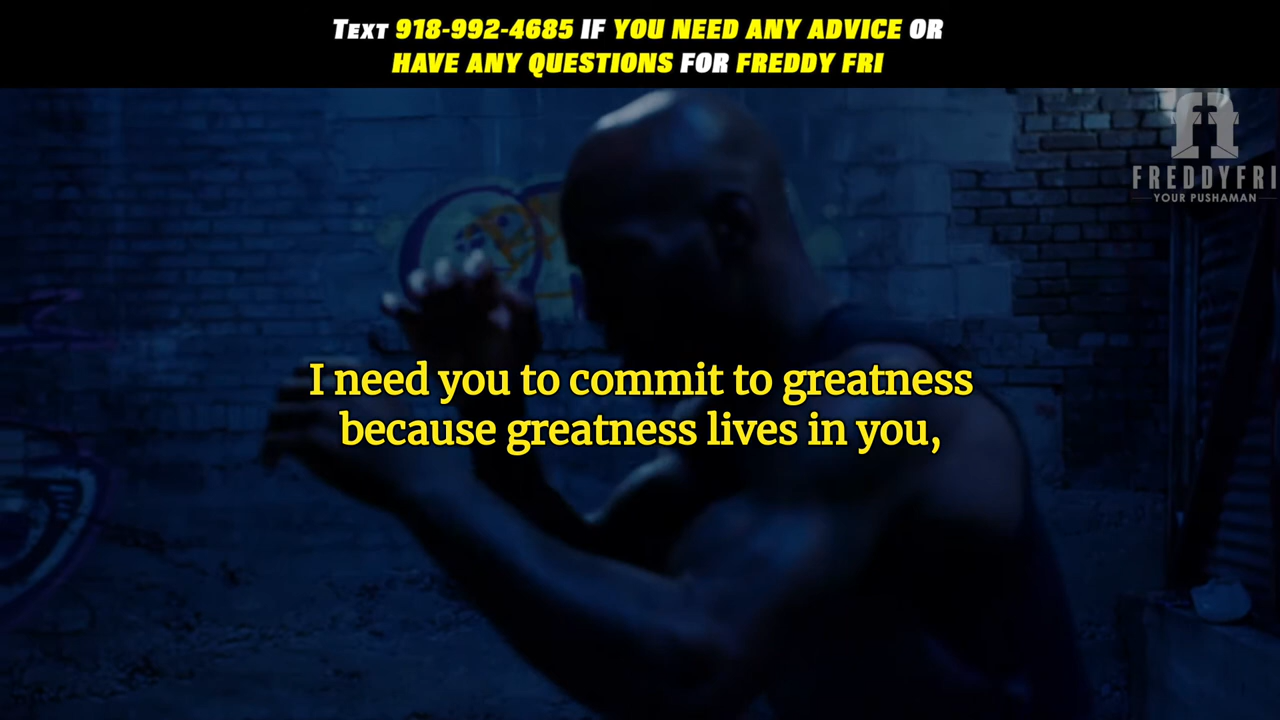 Text 918-992-4685 IF YOU NEED ANY ADVICE OR
HAVE ANY QUESTIONS FOR FREDDY FRI
FREDDYFRI
YOUR PUSHAMAN
I need you to commit to greatness
because greatness lives in you,